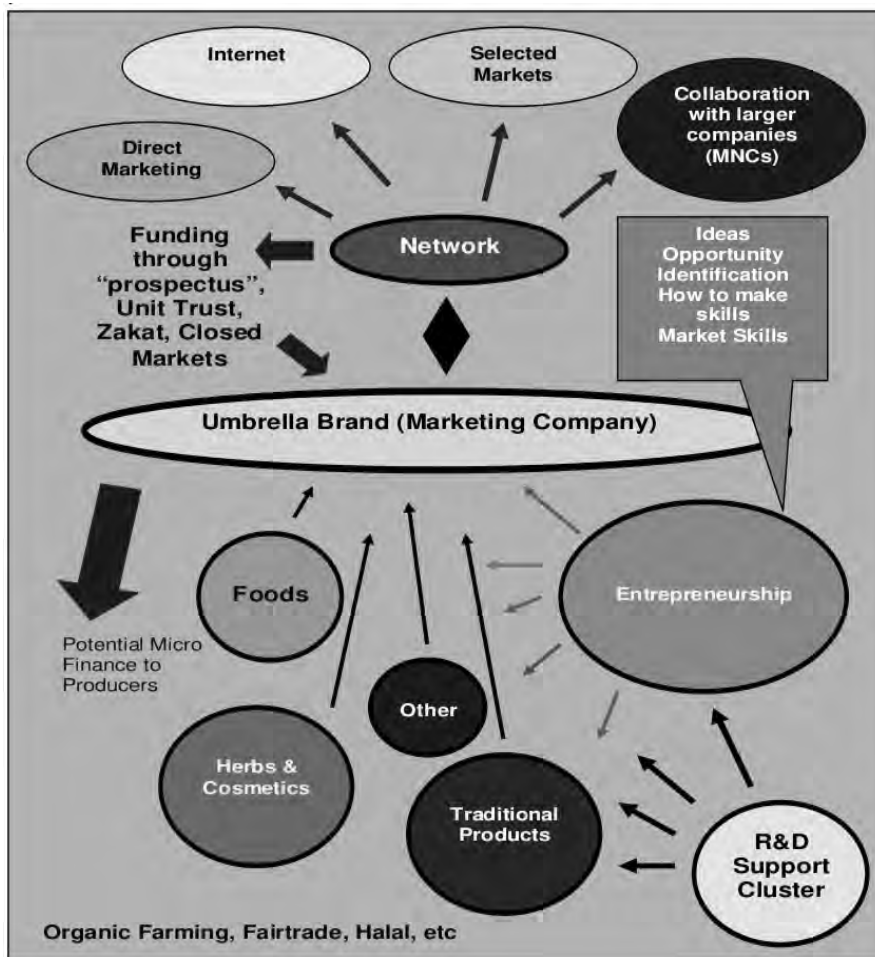 Internet
Selected
Markets
Collaboration
with larger
companies
(MNCs)
Direct
Marketing
Network
Funding
through
“prospectus”,
Unit Trust,
Zakat, Closed
Markets
Ideas
Opportunity
Identification
How to make
skills
Market Skills
Umbrella Brand (Marketing Company)
Foods
Entrepreneurship
Potential Micro
Finance to
Producers
Other
Herbs &
Cosmetics
Traditional
Products
R&D
Support
Cluster
Organic Farming, Fairtrade, Halal, etc